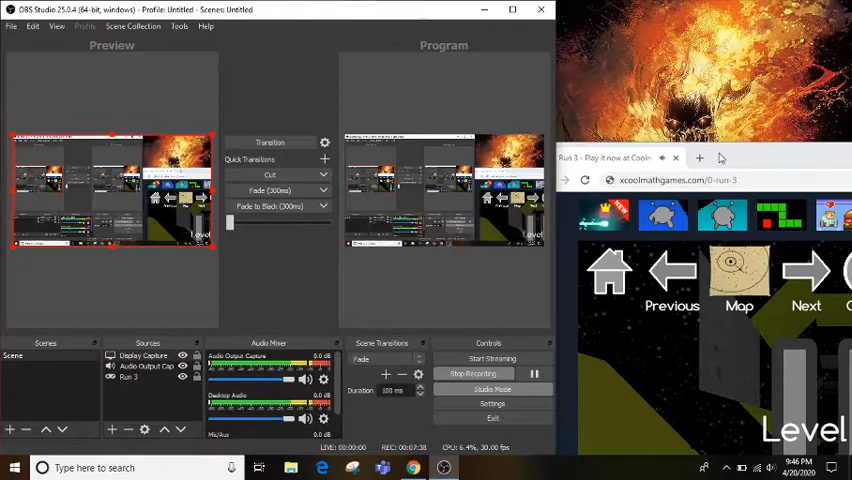 OBS Studio 25.0.4 (64-bit, windows) - Profile: Untitled - Scenes: Untitled
File Edit View Profile Scene Collection Tools Help
Preview
Program
Transition
Quick Transitions
Cut
Fade (300ms)
Fade to Black (300ms)
Run 3 - Play it now at Coolm
xcoolmathgames.com/0-run-3
NEW
Previous
Map
Next
Level
Scenes
Scene
Sources
Display Capture
Audio Output Cap
Run 3
Audio Mixer
Audio Output Capture 0.0 dB
Desktop Audio 0.0 dB
Mic/Aux
Scene Transitions
Fade
Duration 100 ms
Controls
Start Streaming
Stop Recording
Studio Mode
Settings
Exit
LIVE: 00:00:00 REC: 00:07:38 CPU: 6.4%, 30.00 fps
Type here to search
9:46 PM
4/20/2020